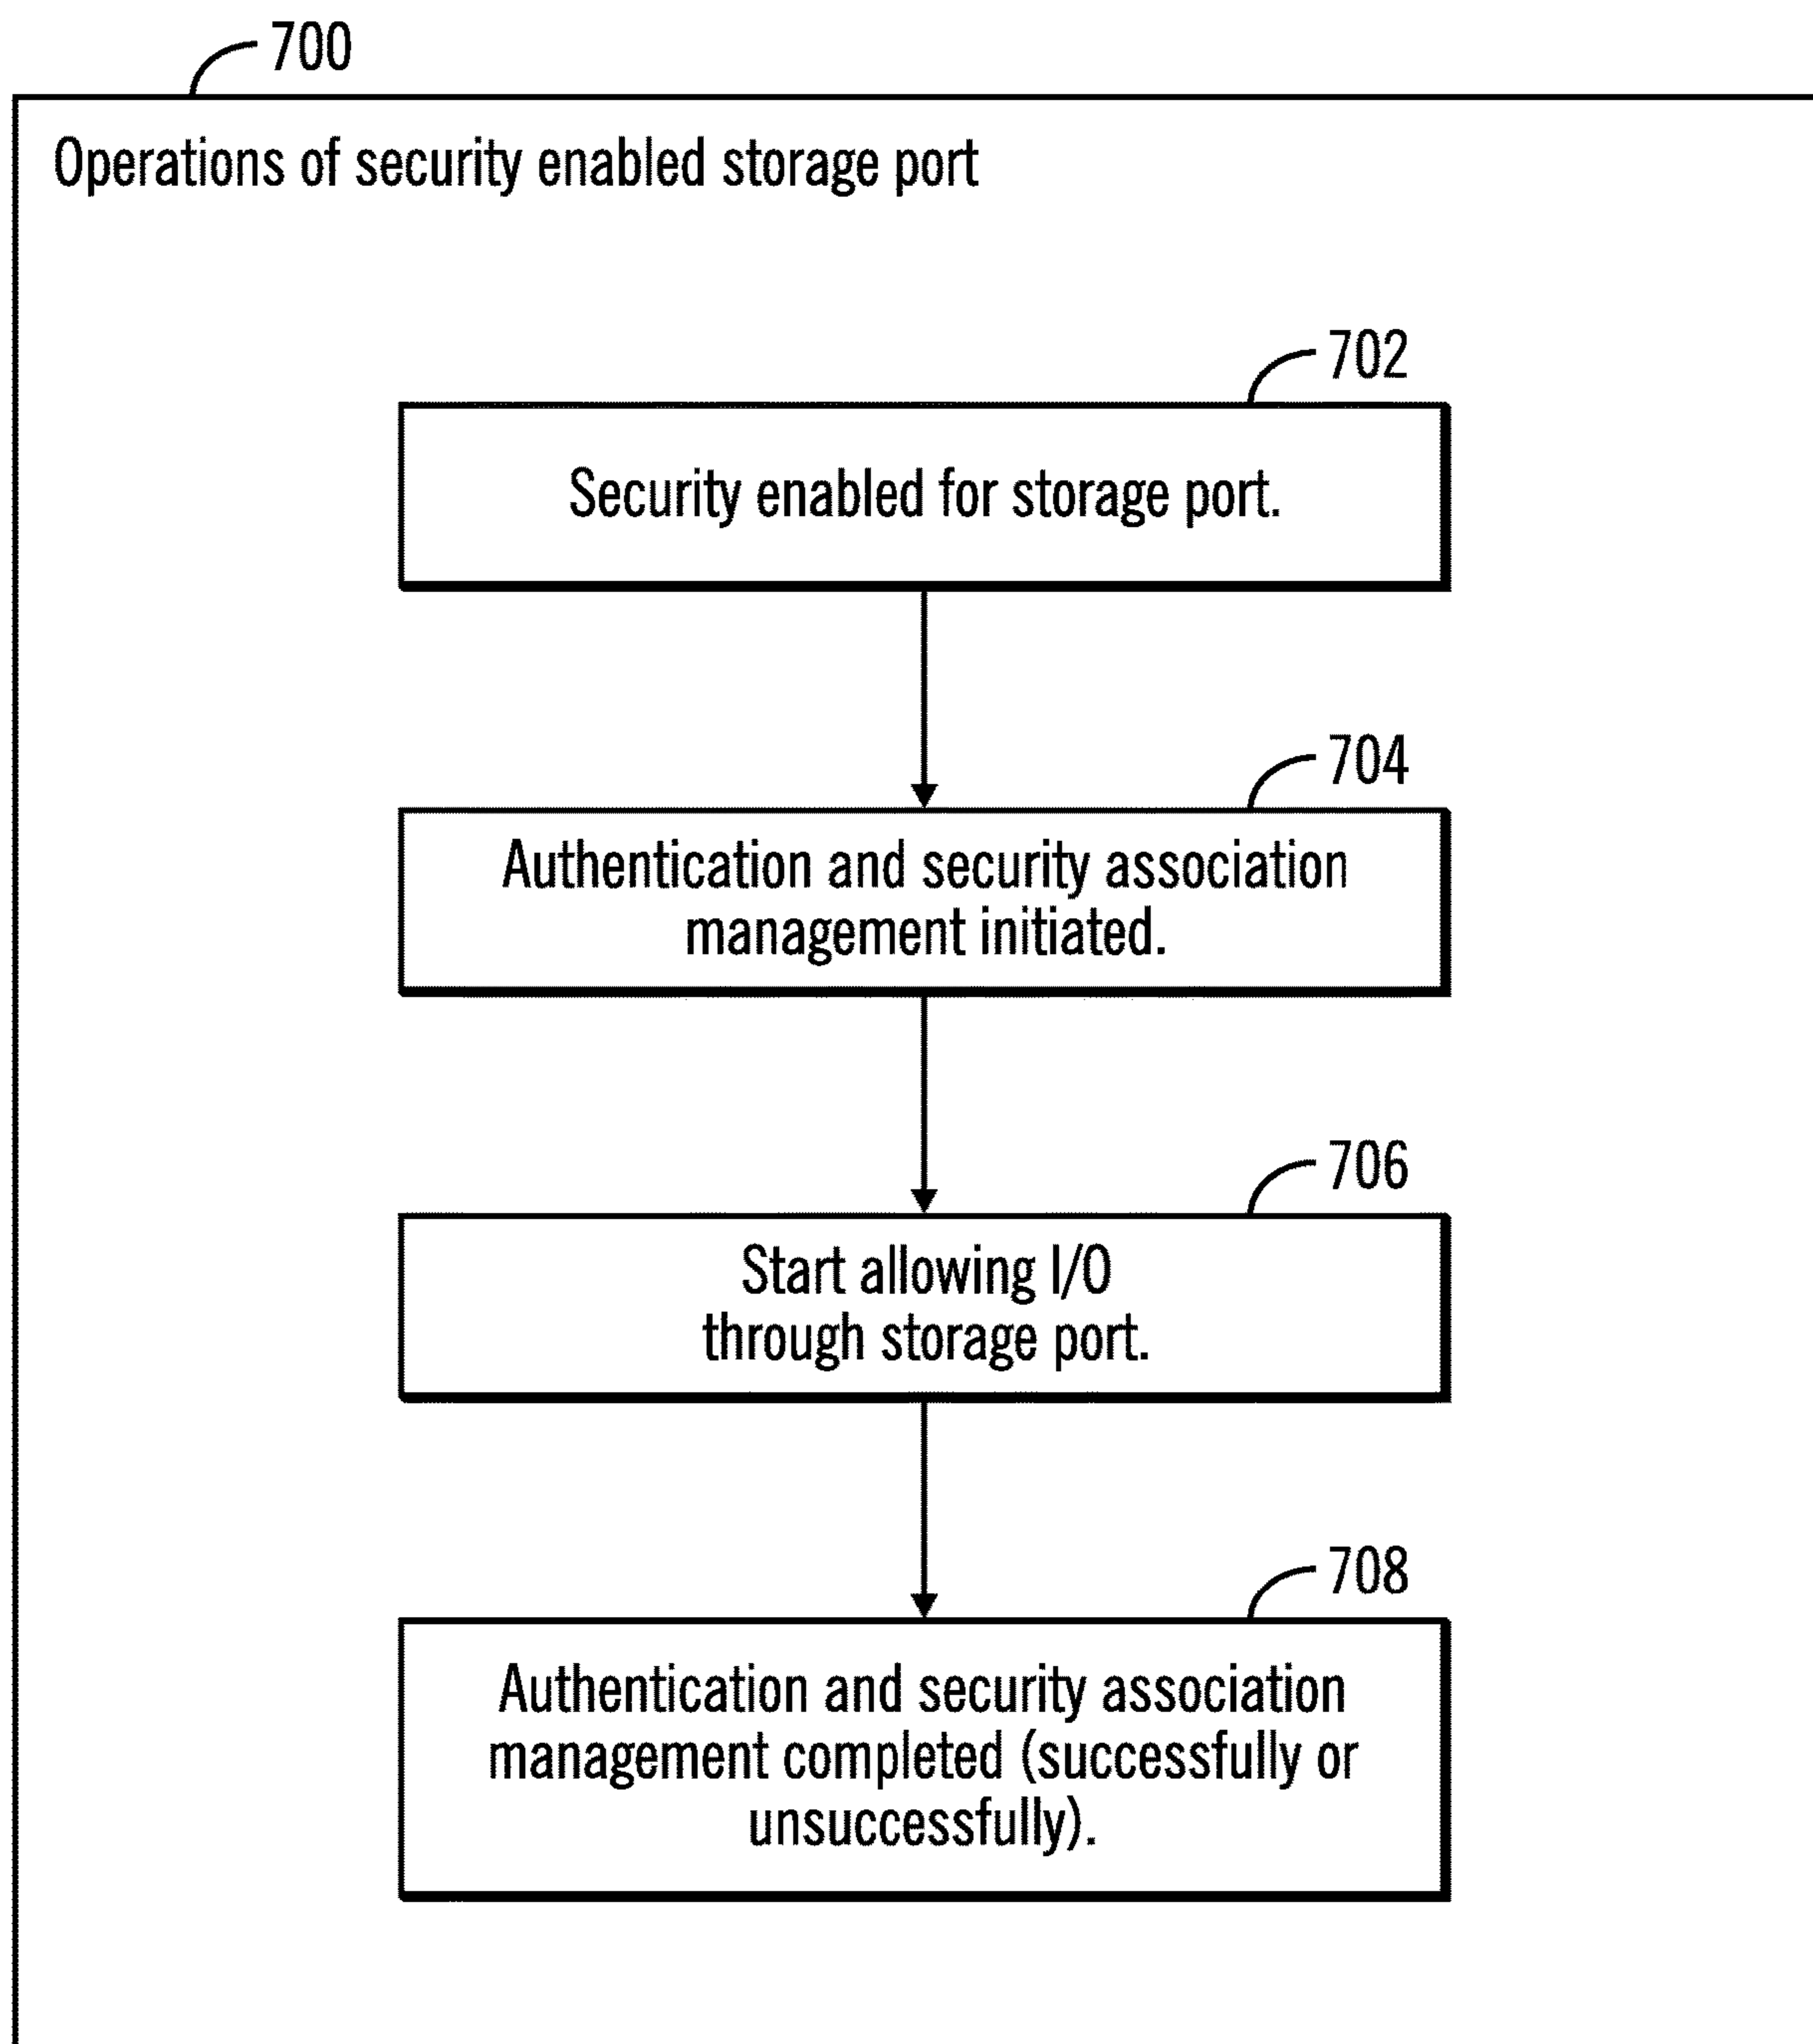 700
Operations of security enabled storage port
702
Security enabled for storage port.
704
Authentication and security association
management initiated.
706
Start allowing I/O
through storage port.
708
Authentication and security association
management completed (successfully or
unsuccessfully).